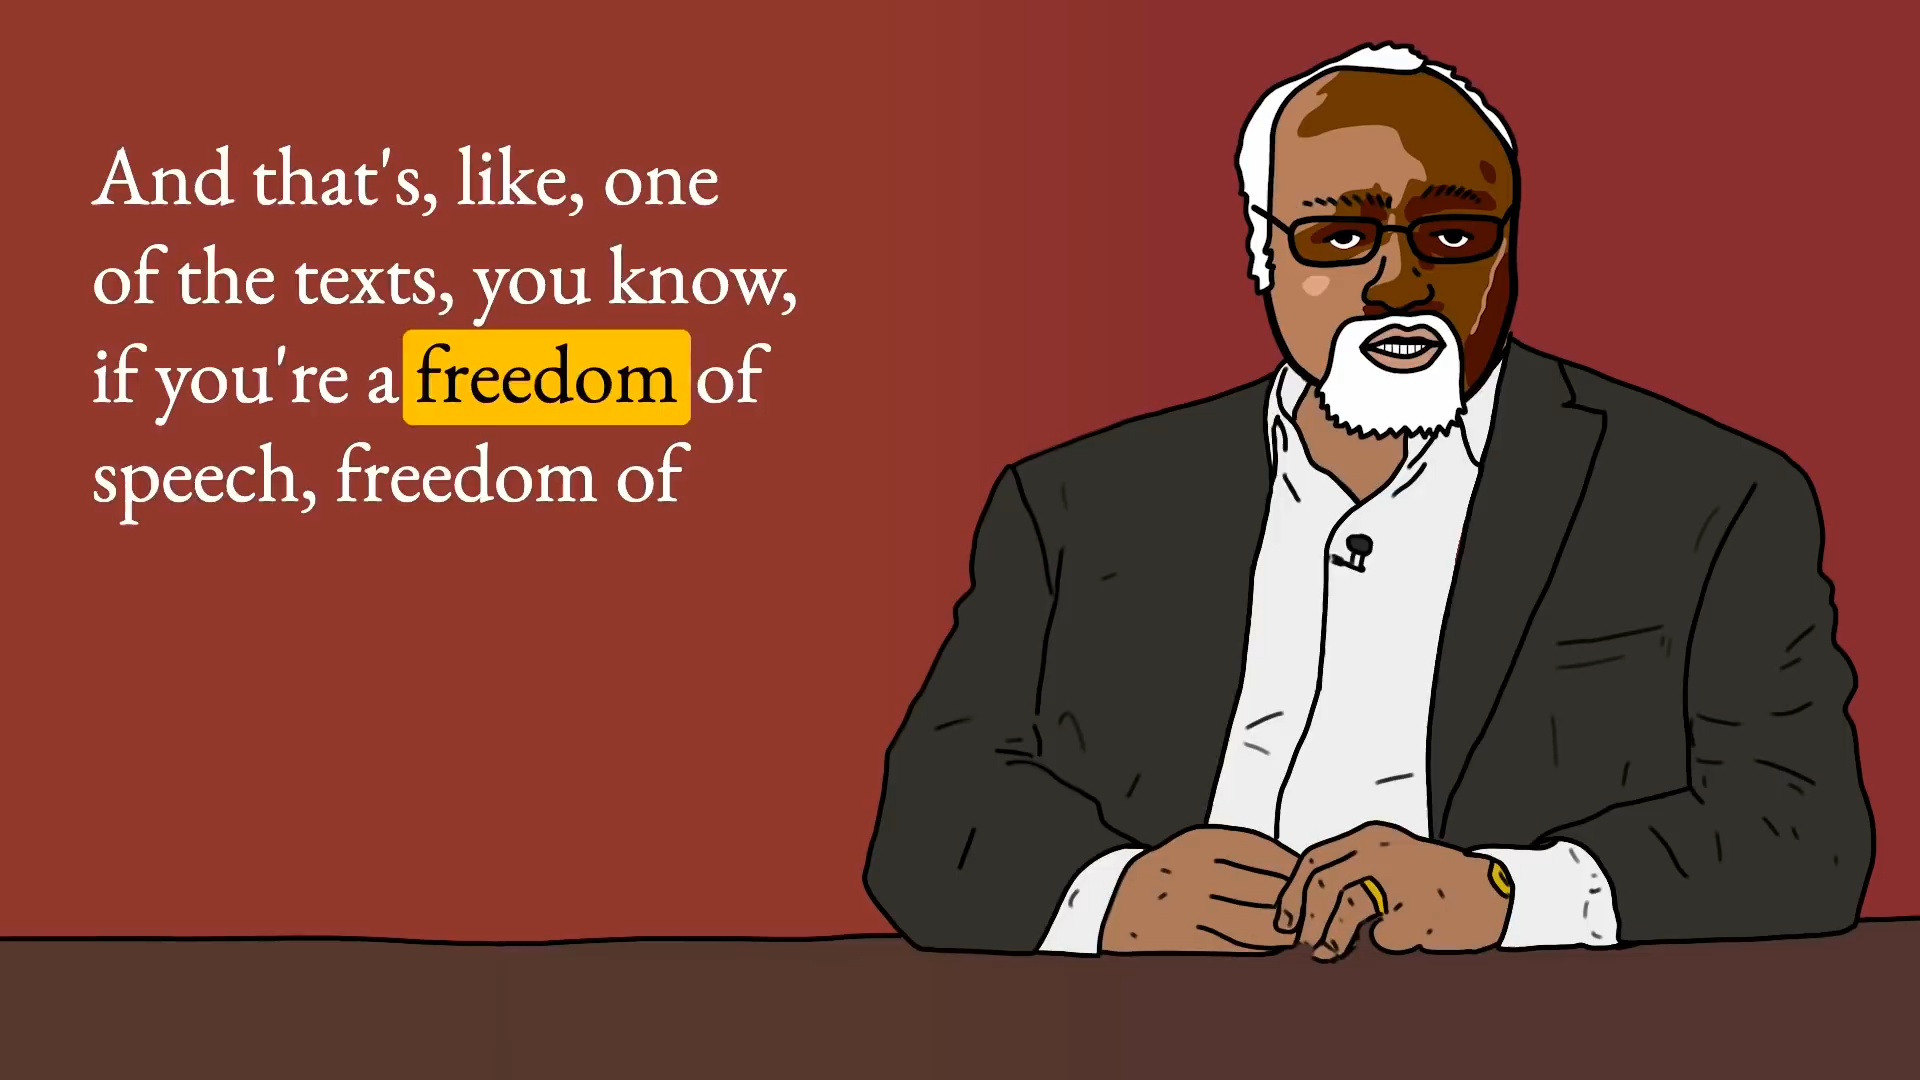 And that's, like, one
of the texts, you know,
if you're a freedom of
speech, freedom of